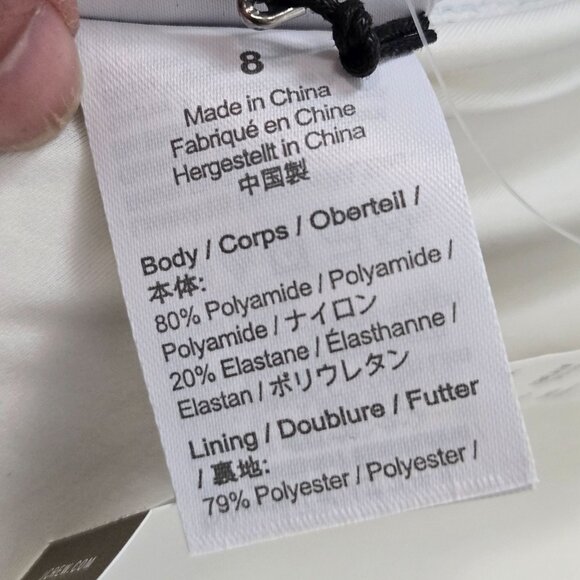 8
Made in China
Fabriqué en Chine
Hergestellt in China
中国製
Body / Corps / Oberteil /
本体:
80% Polyamide / Polyamide /
Polyamide / ナイロン
20% Elastane / Élasthanne /
Elastan / ポリウレタン
Lining / Doublure / Futter
/ 裏地:
79% Polyester / Polyester /
JCREW.COM